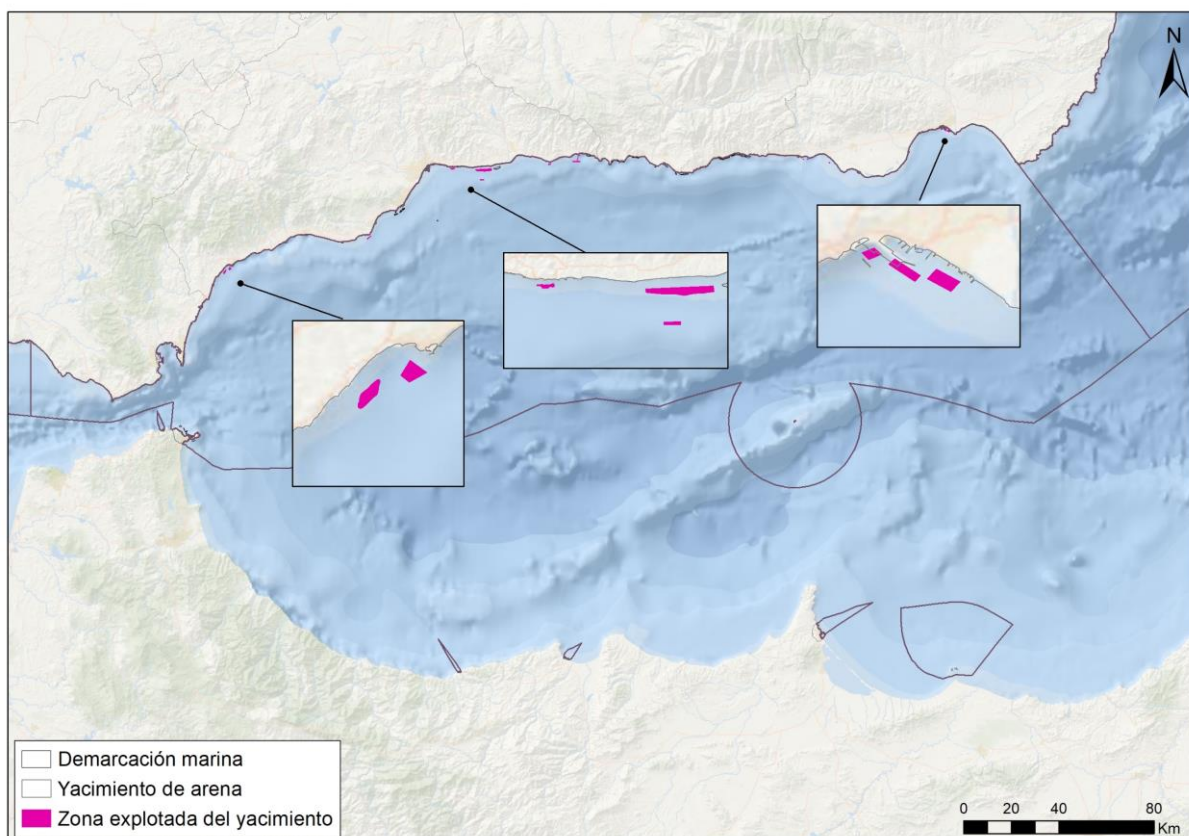 N
Demarcación marina
Yacimiento de arena
Zona explotada del yacimiento
0 20 40 80
Km